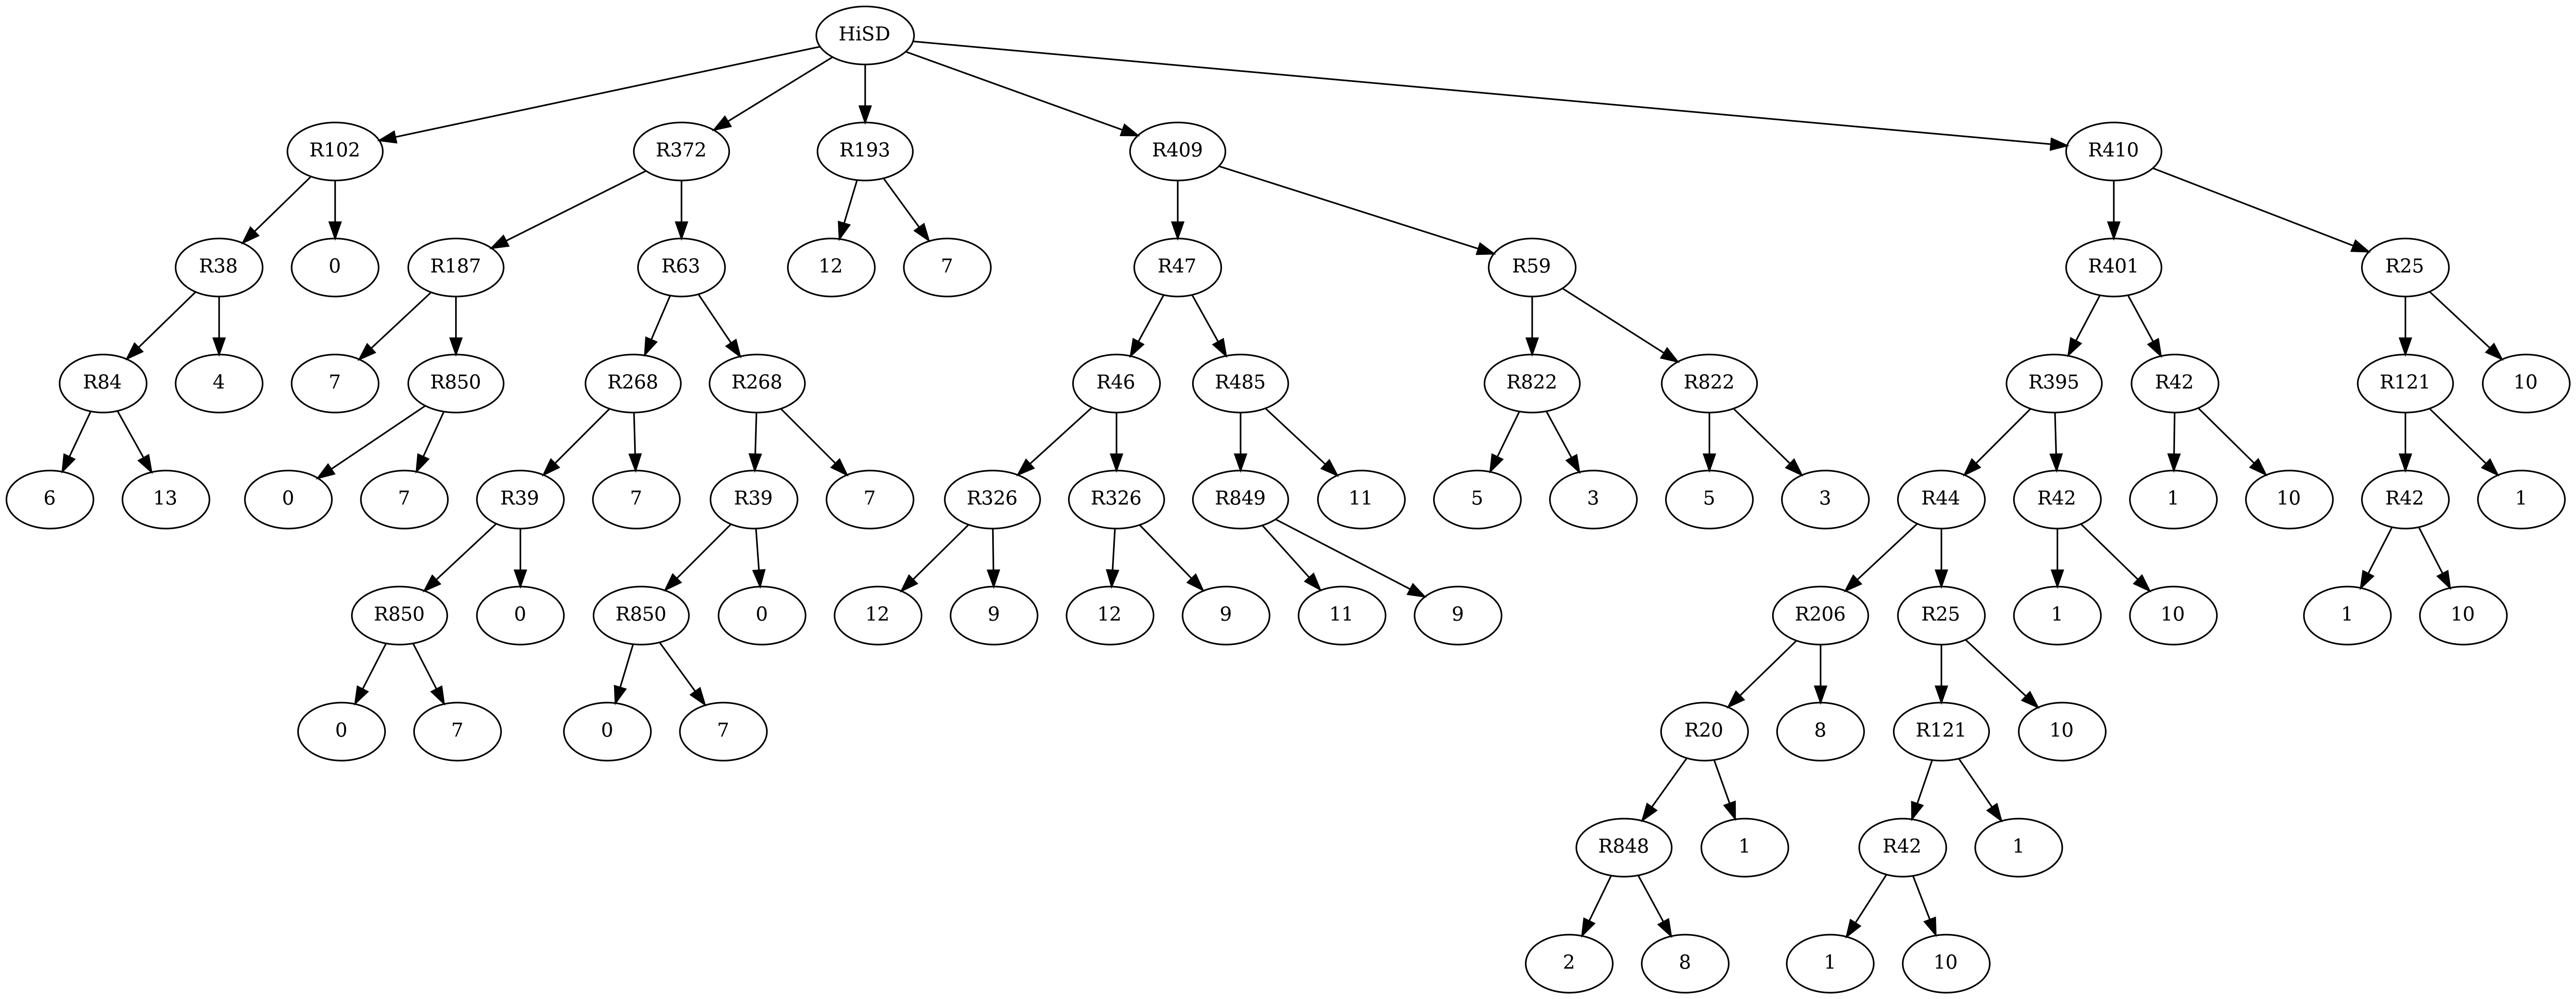 HiSD
R102 R372 R193 R409 R410
R38 0 R187 R63 12 7 R47 R59 R401 R25
R84 4 7 R850 R268 R268 R46 R485 R822 R822 R395 R42 R121 10
6 13 0 7 R39 7 R39 7 R326 R326 R849 11 5 3 5 3 R44 R42 1 10 R42 1
R850 0 R850 0 12 9 12 9 11 9 R206 R25 1 10 1 10
0 7 0 7 R20 8 R121 10
R848 1 R42 1
2 8 1 10